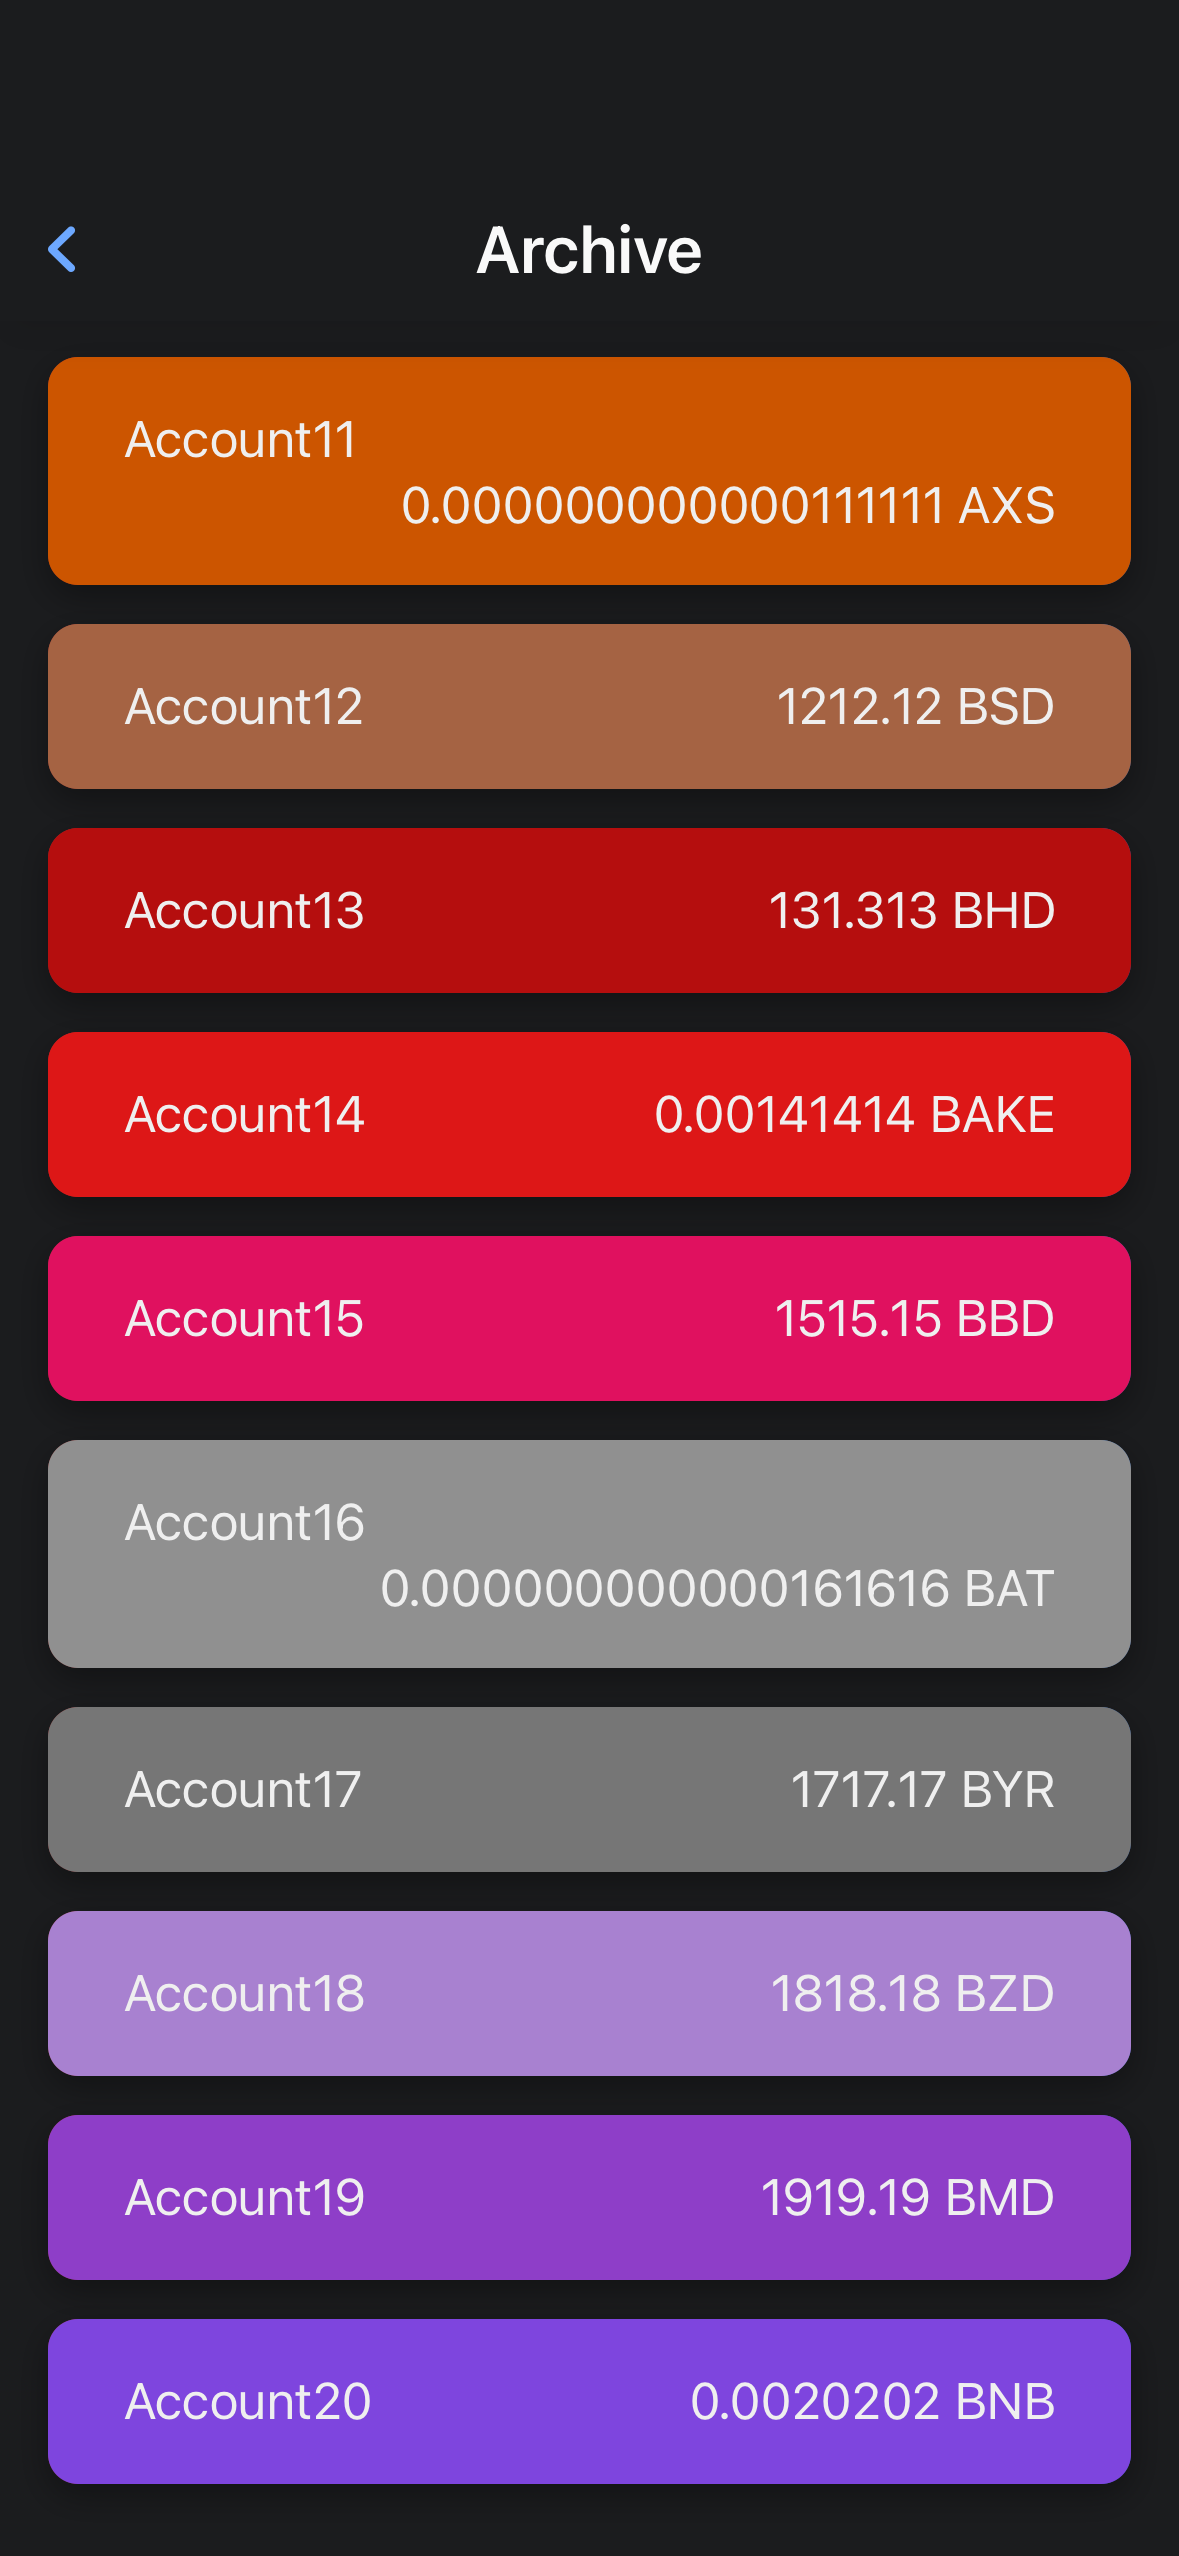 Archive
Account11
0.000000000000111111 AXS
Account12
1212.12 BSD
Account13
131.313 BHD
Account14
0.00141414 BAKE
Account15
1515.15 BBD
Account16
0.000000000000161616 BAT
Account17
1717.17 BYR
Account18
1818.18 BZD
Account19
1919.19 BMD
Account20
0.0020202 BNB